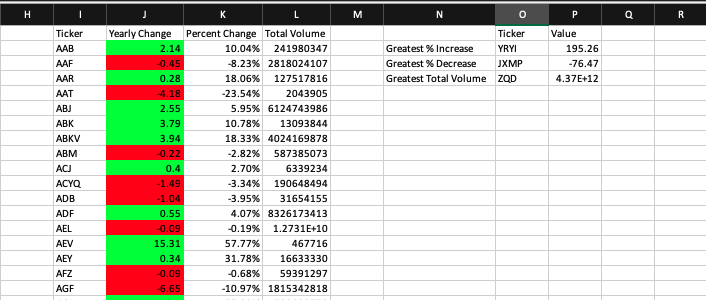 H I J K L M N O P Q R
Ticker Yearly Change Percent Change Total Volume Ticker Value
AAB 2.14 10.04% 241980347 Greatest % Increase YRYI 195.26
AAF -0.45 -8.23% 2818024107 Greatest % Decrease JXMP -76.47
AAR 0.28 18.06% 127517816 Greatest Total Volume ZQD 4.37E+12
AAT -4.18 -23.54% 2043905
ABJ 2.55 5.95% 6124743986
ABK 3.79 10.78% 13093844
ABKV 3.94 18.33% 4024169878
ABM -0.22 -2.82% 587385073
ACJ 0.4 2.70% 6339234
ACYQ -1.49 -3.34% 190648494
ADB -1.04 -3.95% 31654155
ADF 0.55 4.07% 8326173413
AEL -0.09 -0.19% 1.2731E+10
AEV 15.31 57.77% 467716
AEY 0.34 31.78% 16633330
AFZ -0.09 -0.68% 59391297
AGF -6.65 -10.97% 1815342818